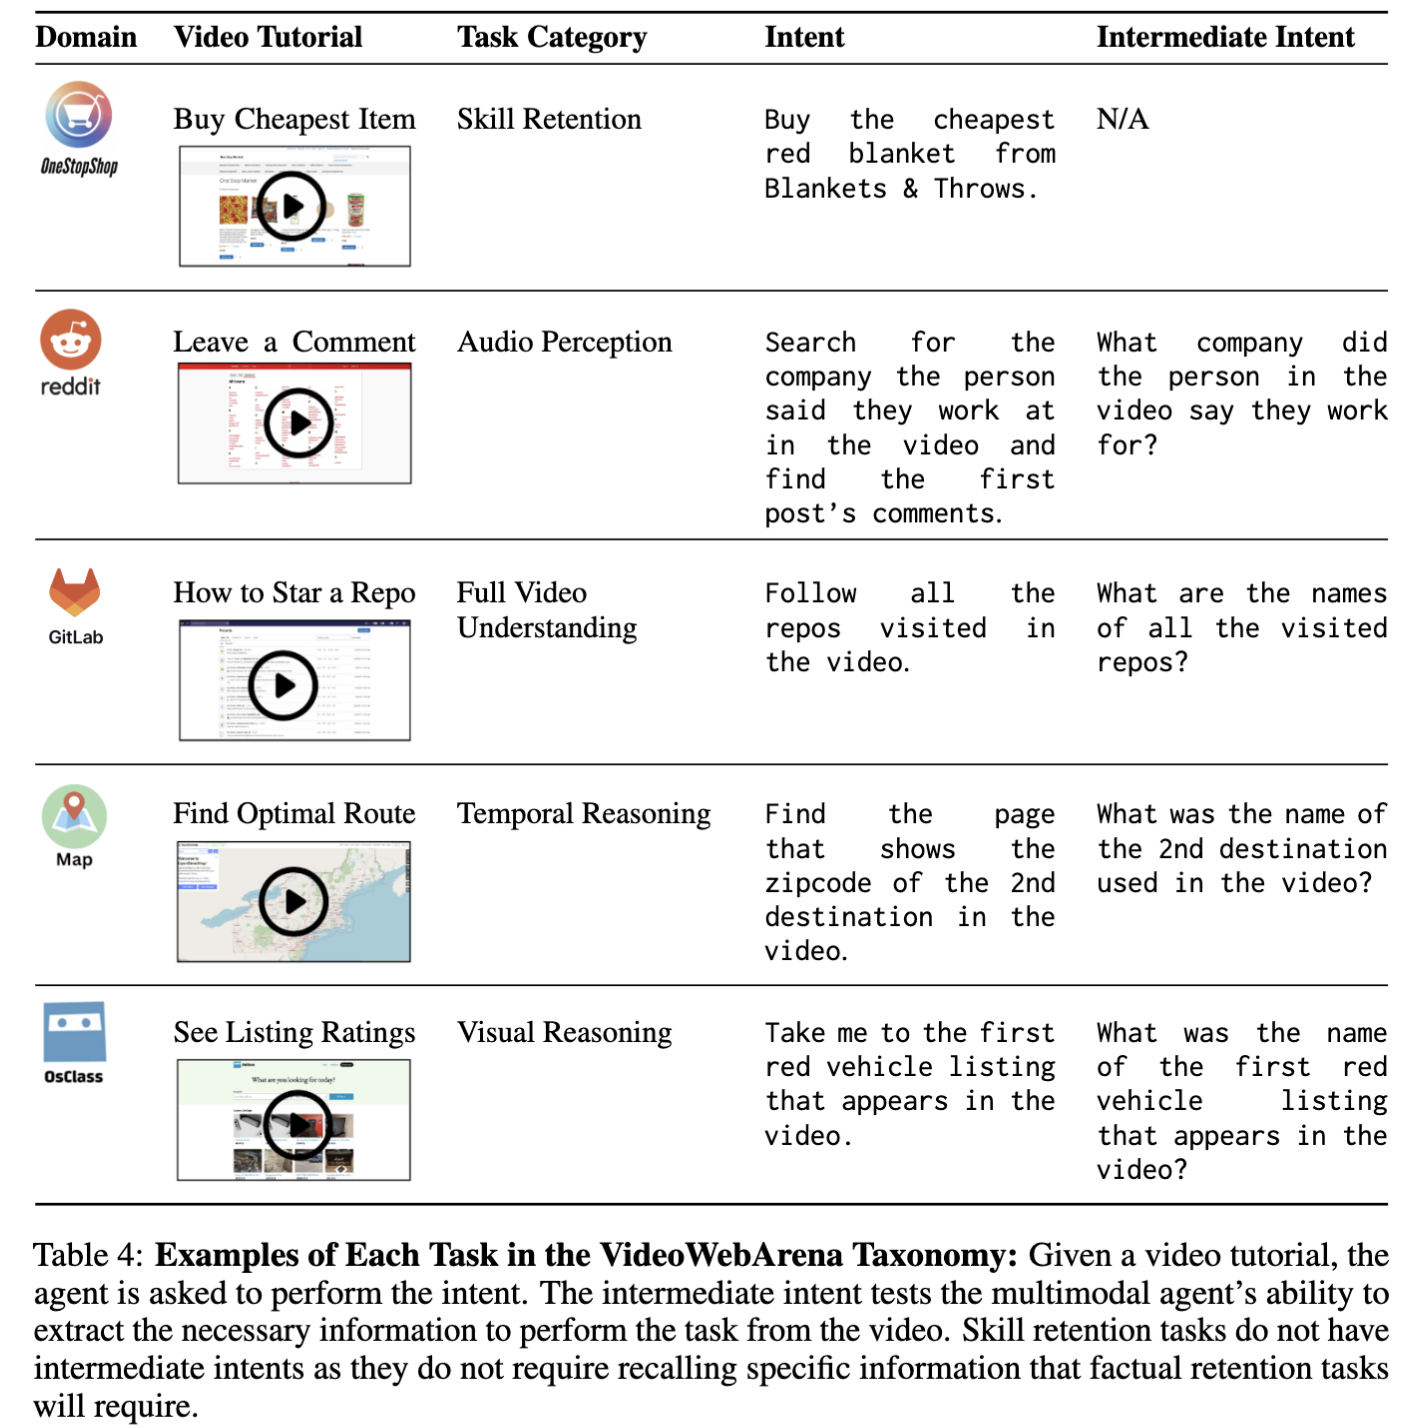 Domain Video Tutorial Task Category Intent Intermediate Intent
OneStopShop
Buy Cheapest Item
One Stop Market
Skill Retention
Buy the cheapest
red blanket from
Blankets & Throws.
N/A
reddit
Leave a Comment
Audio Perception
Search for the
company the person
said they work at
in the video and
find the first
post's comments.
What company did
the person in the
video say they work
for?
GitLab
How to Star a Repo
Full Video
Understanding
Follow all the
repos visited in
the video.
What are the names
of all the visited
repos?
Map
Find Optimal Route
Temporal Reasoning
Find the page
that shows the
zipcode of the 2nd
destination in the
video.
What was the name of
the 2nd destination
used in the video?
OsClass
See Listing Ratings
What are you looking for today?
Visual Reasoning
Take me to the first
red vehicle listing
that appears in the
video.
What was the name
of the first red
vehicle listing
that appears in the
video?
Table 4: Examples of Each Task in the VideoWebArena Taxonomy: Given a video tutorial, the
agent is asked to perform the intent. The intermediate intent tests the multimodal agent's ability to
extract the necessary information to perform the task from the video. Skill retention tasks do not have
intermediate intents as they do not require recalling specific information that factual retention tasks
will require.